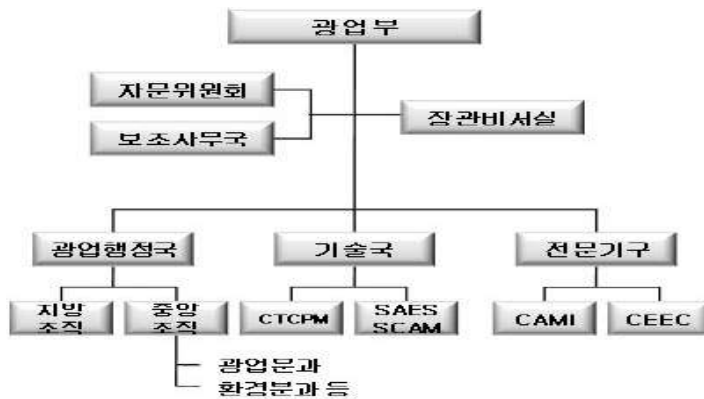 광업부
자문위원회
장관비서실
보조사무국
광업행정국
기술국
전문기구
지방
조직
중앙
조직
CTCPM
SAES
SCAM
CAMI
CEEC
광업분과
환경분과 등